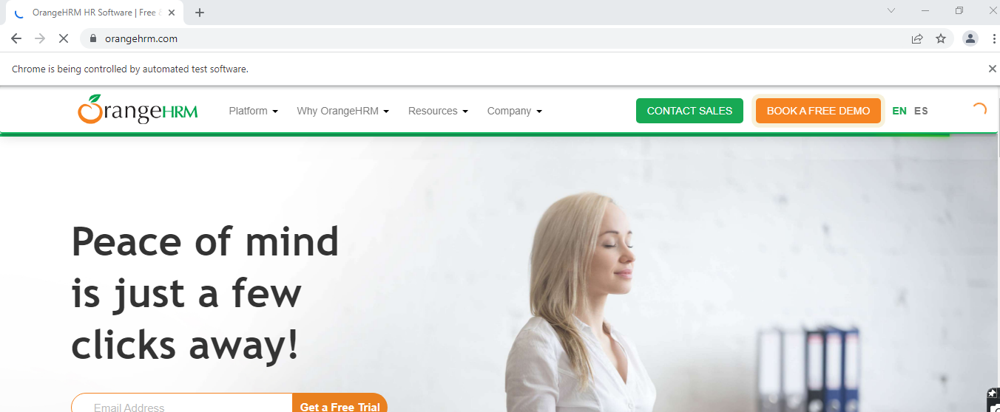 OrangeHRM HR Software | Free &
orangehrm.com
Chrome is being controlled by automated test software.
OrangeHRM
Platform
Why OrangeHRM
Resources
Company
CONTACT SALES
BOOK A FREE DEMO
EN ES
Peace of mind
is just a few
clicks away!
Email Address
Get a Free Trial